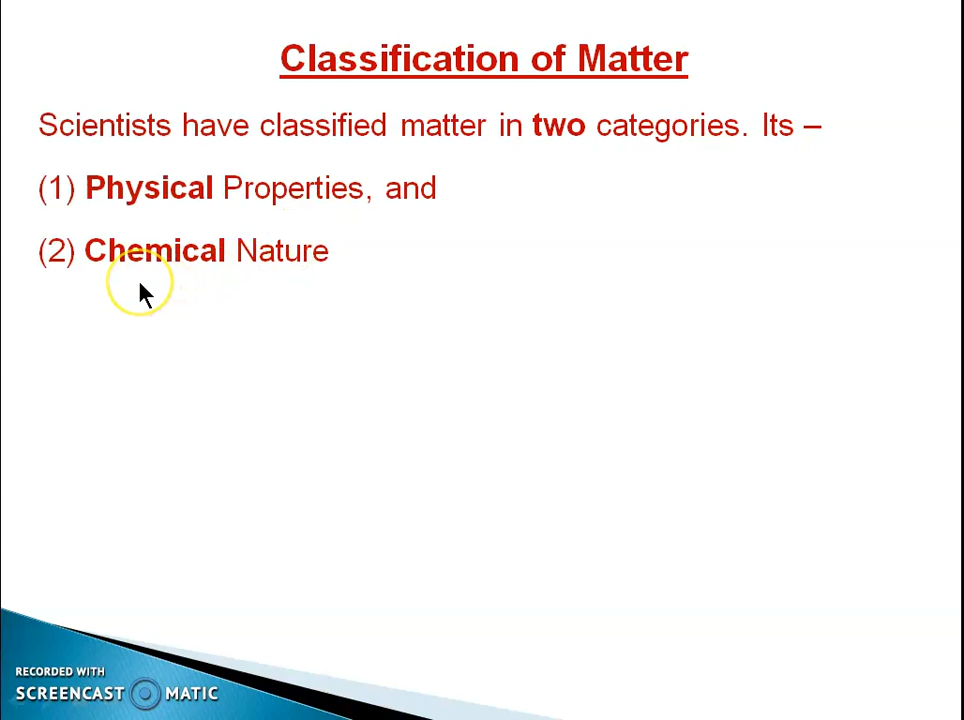 Classification of Matter
Scientists have classified matter in two categories. Its –
(1) Physical Properties, and
(2) Chemical Nature
RECORDED WITH
SCREENCAST MATIC